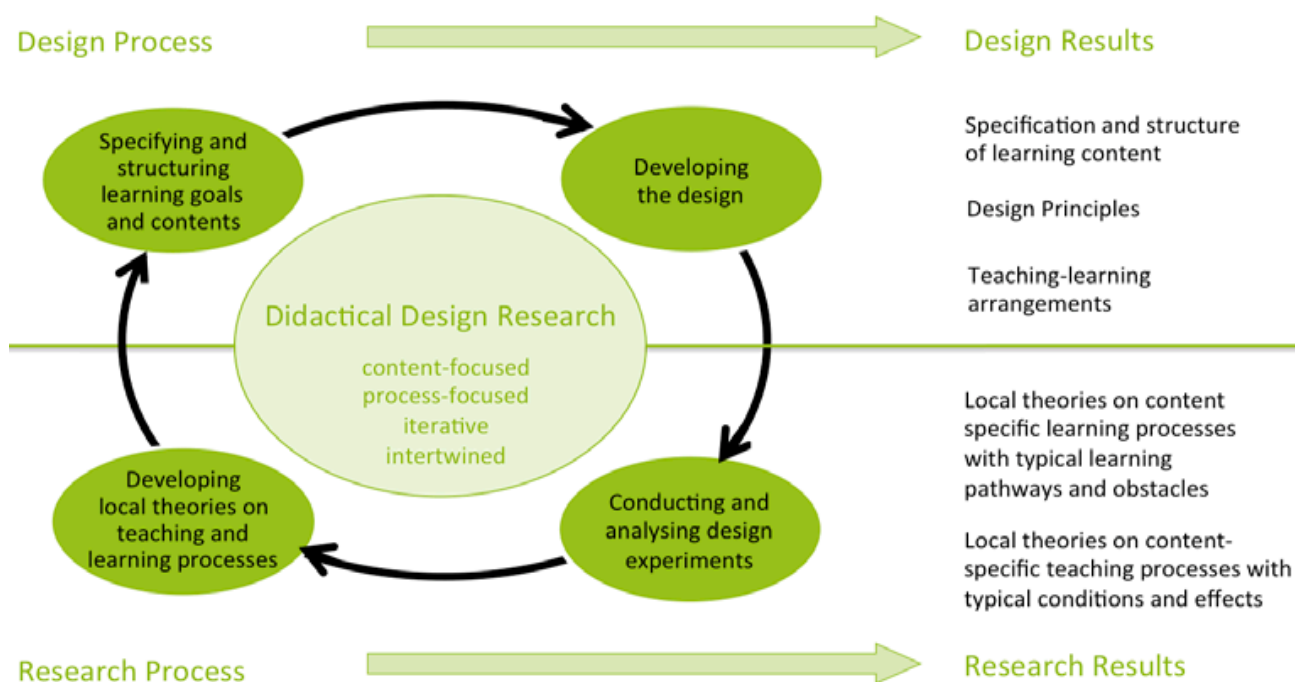 Design Process
Design Results
Specifying and
structuring
learning goals
and contents
Developing
the design
Specification and structure
of learning content
Design Principles
Teaching-learning
arrangements
Didactical Design Research
content-focused
process-focused
iterative
intertwined
Developing
local theories on
teaching and
learning processes
Conducting and
analysing design
experiments
Local theories on content
specific learning processes
with typical learning
pathways and obstacles
Local theories on content-
specific teaching processes with
typical conditions and effects
Research Process
Research Results